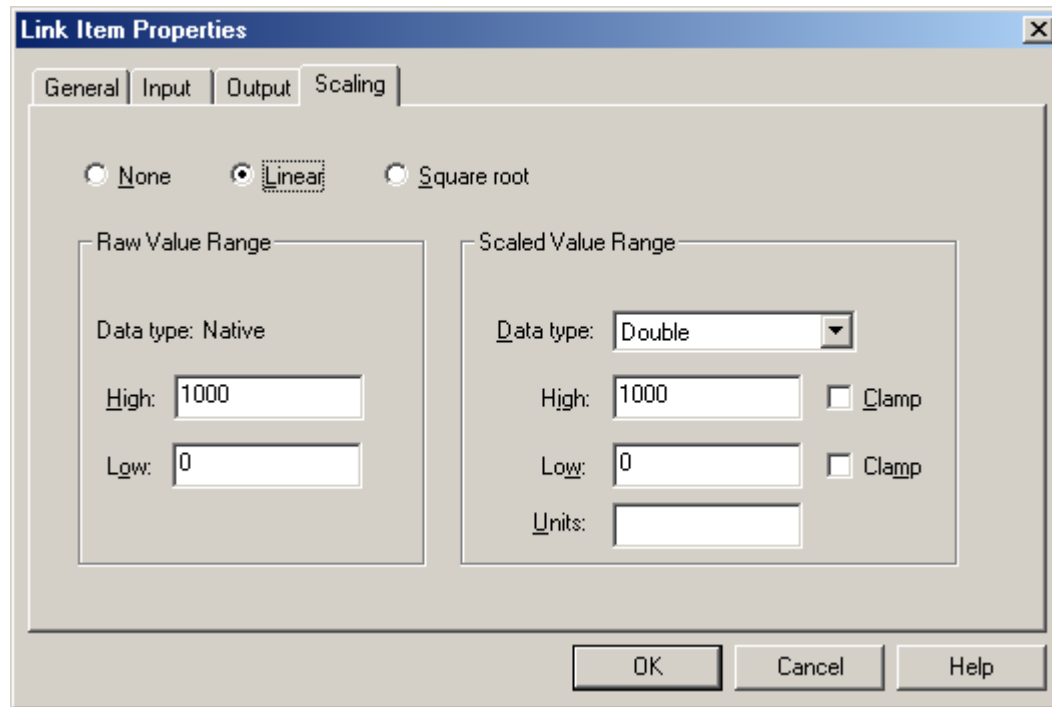 Link Item Properties
General Input Output Scaling
None Linear Square root
Raw Value Range
Data type: Native
High: 1000
Low: 0
Scaled Value Range
Data type: Double
High: 1000 Clamp
Low: 0 Clamp
Units:
OK Cancel Help